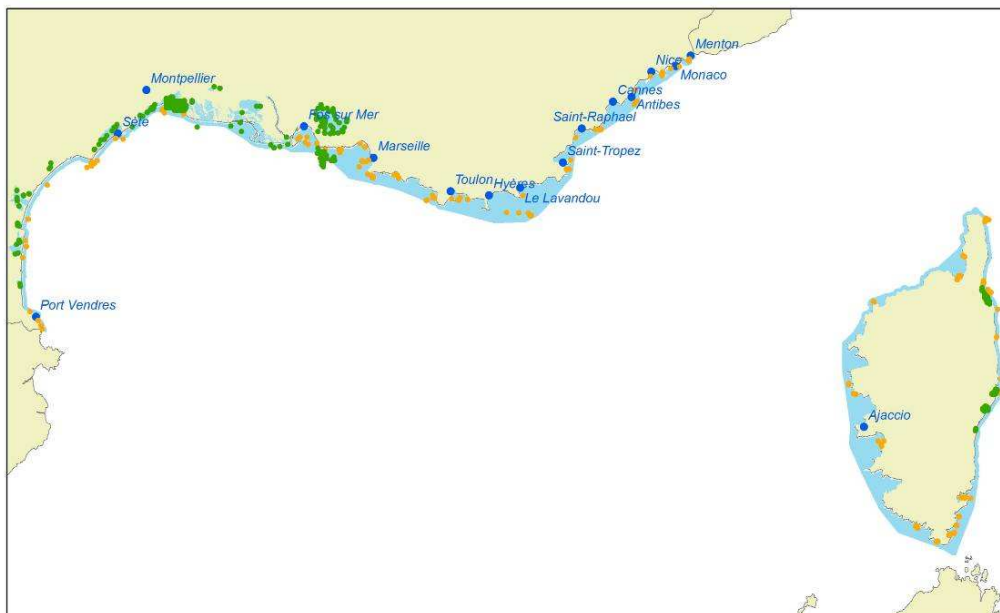 Menton
Nice
Monaco
Montpellier
Cannes
Antibes
Fos sur Mer
Sète
Saint-Raphael
Marseille
Saint-Tropez
Toulon
Hyères
Le Lavandou
Port Vendres
Ajaccio